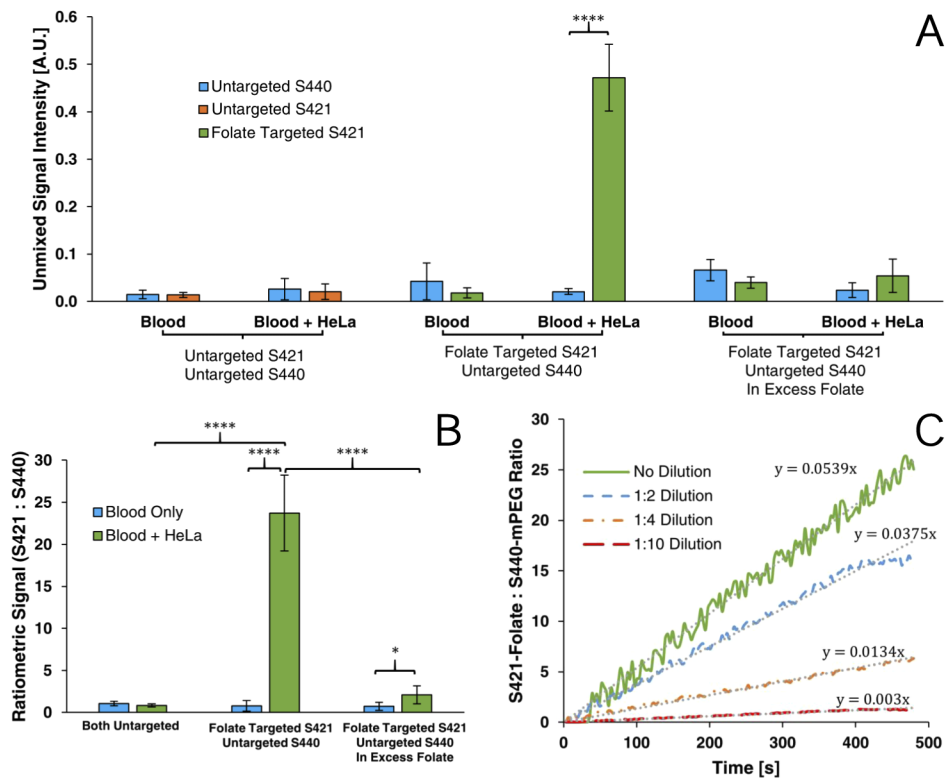 A
Unmixed Signal Intensity [A.U.]
0.6
0.5
0.4
0.3
0.2
0.1
0.0
Untargeted S440
Untargeted S421
Folate Targeted S421
****
Blood
Blood + HeLa
Blood
Blood + HeLa
Blood
Blood + HeLa
Untargeted S421
Untargeted S440
Folate Targeted S421
Untargeted S440
Folate Targeted S421
Untargeted S440
In Excess Folate
B
Ratiometric Signal (S421 : S440)
30
25
20
15
10
5
0
Blood Only
Blood + HeLa
****
****
****
*
Both Untargeted
Folate Targeted S421
Untargeted S440
Folate Targeted S421
Untargeted S440
In Excess Folate
C
S421-Folate : S440-mPEG Ratio
30
25
20
15
10
5
0
No Dilution
1:2 Dilution
1:4 Dilution
1:10 Dilution
y = 0.0539x
y = 0.0375x
y = 0.0134x
y = 0.003x
0
100
200
300
400
500
Time [s]